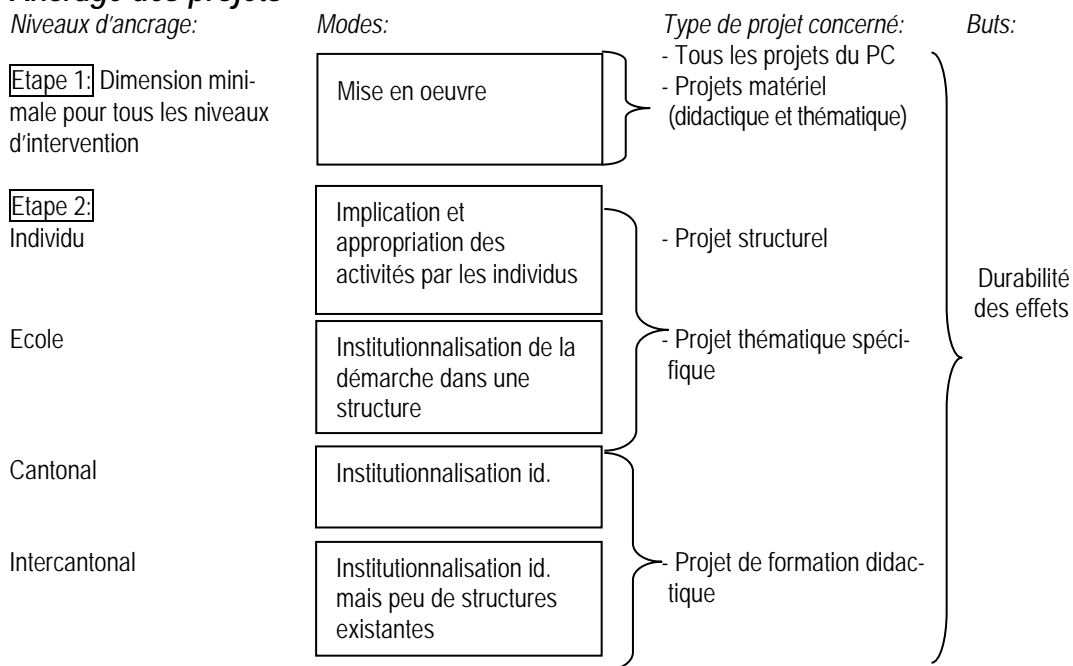 Niveaux d'ancrage: Modes: Type de projet concerné: Buts:
- Tous les projets du PC
Etape 1: Dimension mini-
male pour tous les niveaux
d'intervention
Mise en oeuvre
- Projets matériel
(didactique et thématique)
Etape 2:
Individu
Implication et
appropriation des
activités par les individus
- Projet structurel
Durabilité
des effets
Ecole
Institutionnalisation de la
démarche dans une
structure
- Projet thématique spéci-
fique
Cantonal
Institutionnalisation id.
Intercantonal
Institutionnalisation id.
mais peu de structures
existantes
- Projet de formation didac-
tique